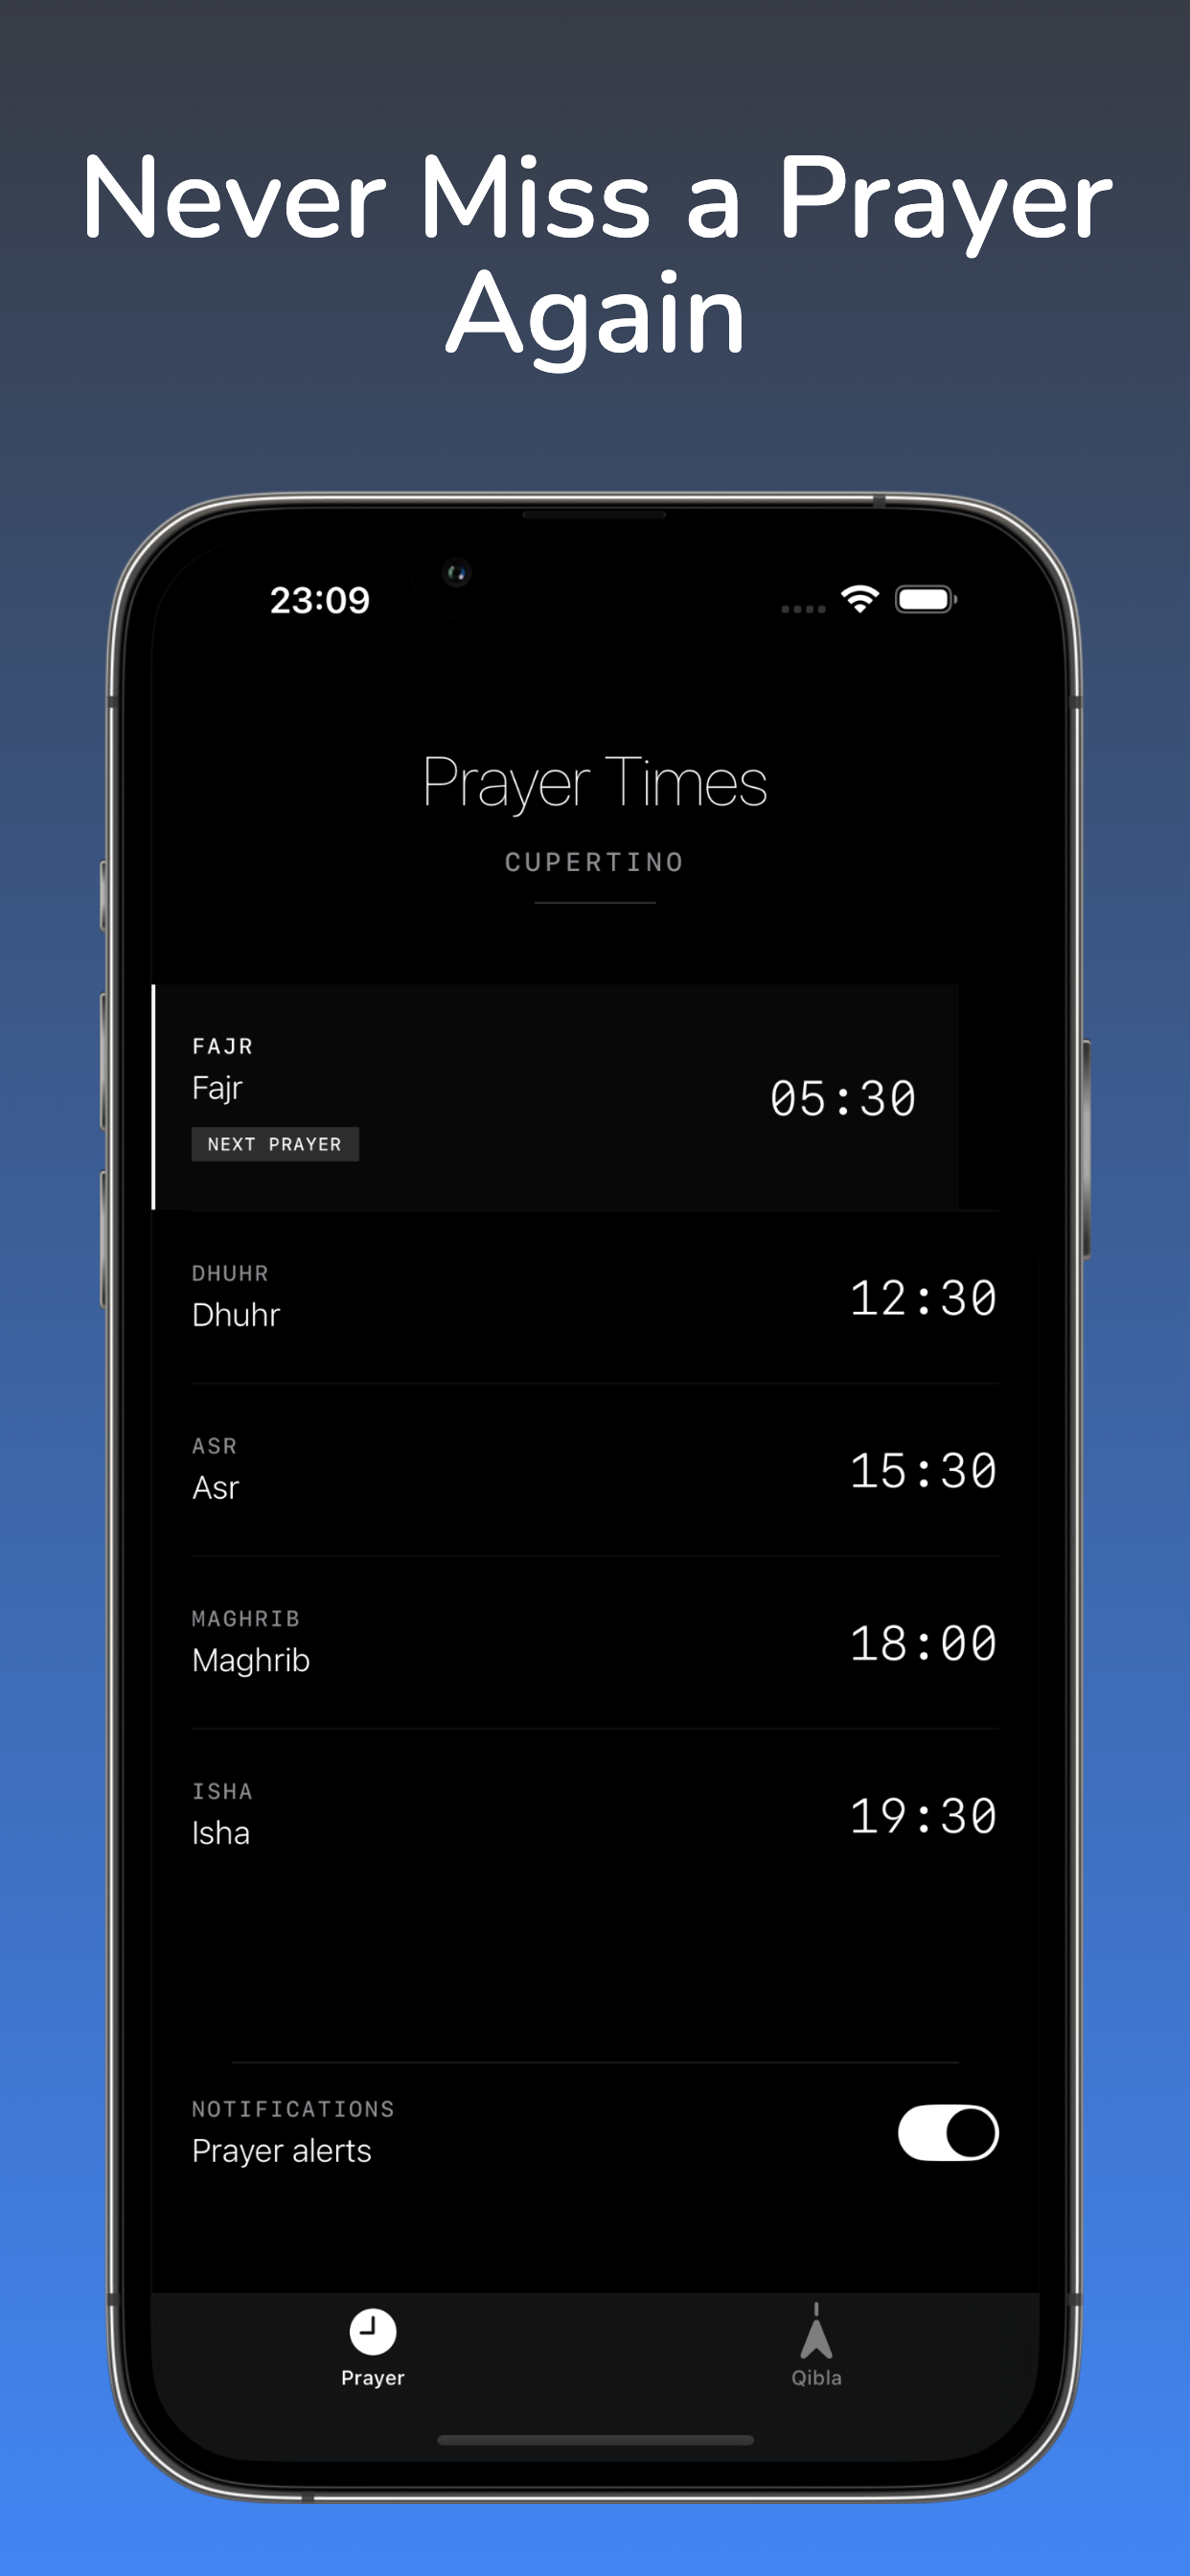 Never Miss a Prayer
Again
23:09
Prayer Times
CUPERTINO
FAJR
Fajr
05:30
NEXT PRAYER
DHUHR
Dhuhr
12:30
ASR
Asr
15:30
MAGHRIB
Maghrib
18:00
ISHA
Isha
19:30
NOTIFICATIONS
Prayer alerts
Prayer
Qibla